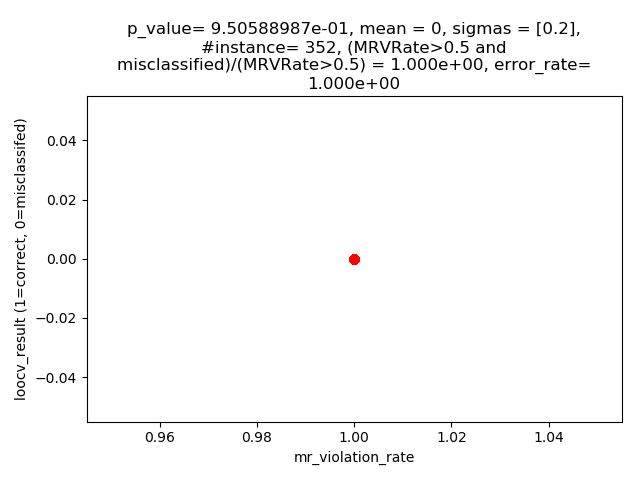 p_value= 9.50588987e-01, mean = 0, sigmas = [0.2],
#instance= 352, (MRVRate>0.5 and
misclassified)/(MRVRate>0.5) = 1.000e+00, error_rate=
1.000e+00
loocv_result (1=correct, 0=misclassifed)
0.04
0.02
0.00
−0.02
−0.04
0.96
0.98
1.00
1.02
1.04
mr_violation_rate